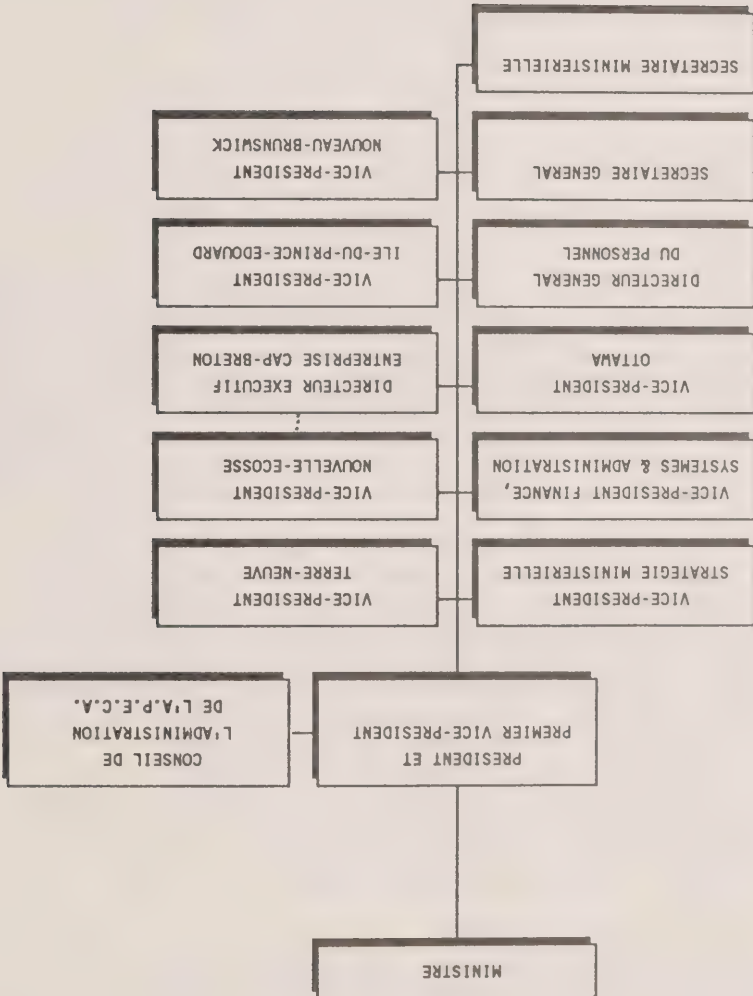 MINISTRE
PRESIDENT ET
PREMIER VICE-PRESIDENT
CONSEIL DE
L'ADMINISTRATION
DE L'A.P.E.C.A.
VICE-PRESIDENT
STRATEGIE MINISTERIELLE
VICE-PRESIDENT
TERRE-NEUVE
VICE-PRESIDENT FINANCE,
SYSTEMES & ADMINISTRATION
VICE-PRESIDENT
NOUVELLE-ECOSSE
VICE-PRESIDENT
OTTAWA
DIRECTEUR EXECUTIF
ENTREPRISE CAP-BRETON
DIRECTEUR GENERAL
DU PERSONNEL
VICE-PRESIDENT
ILE-DU-PRINCE-EDOUARD
SECRETAIRE GENERAL
VICE-PRESIDENT
NOUVEAU-BRUNSWICK
SECRETAIRE MINISTERIELLE